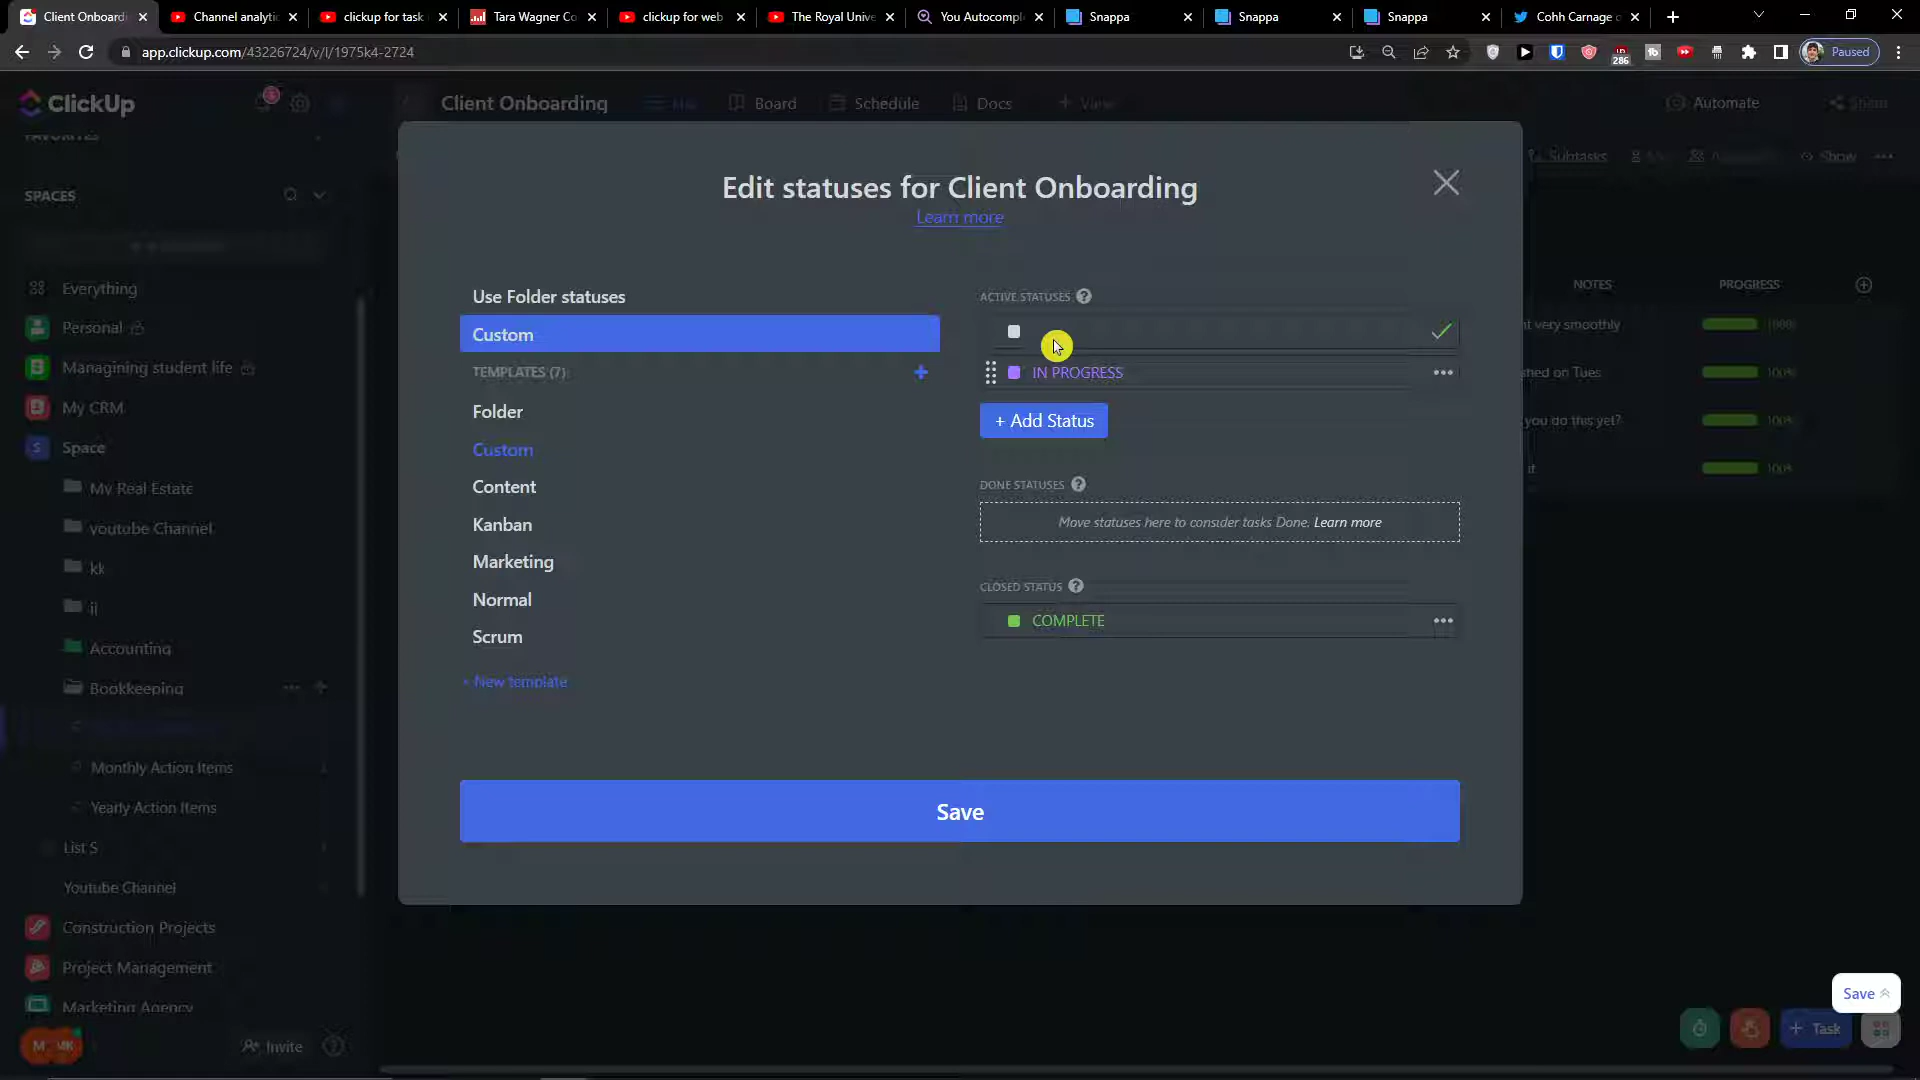 Client Onboardi
Channel analytic
clickup for task
Tara Wagner Co
clickup for web
The Royal Unive
You Autocompl
Snappa
Snappa
Snappa
Cohh Carnage o
app.clickup.com/43226724/v/l/1975k4-2724
286
Paused
ClickUp
Client Onboarding
List
Board
Schedule
Docs
+ View
Automate
Share
FAVORITES
Subtasks
Me
Show
SPACES
Everything
Personal
Managining student life
My CRM
Space
My Real Estate
youtube Channel
kk
Accounting
Bookkeeping
Monthly Action Items
Yearly Action Items
List S
Youtube Channel
Construction Projects
Project Management
Marketing Agency
Invite
Edit statuses for Client Onboarding
Learn more
Use Folder statuses
Custom
TEMPLATES (7)
Folder
Custom
Content
Kanban
Marketing
Normal
Scrum
+ New template
ACTIVE STATUSES
IN PROGRESS
+ Add Status
DONE STATUSES
Move statuses here to consider tasks Done. Learn more
CLOSED STATUS
COMPLETE
Save
NOTES
PROGRESS
very smoothly
100%
on Tues
100%
you do this yet?
100%
it
100%
Save
+ Task